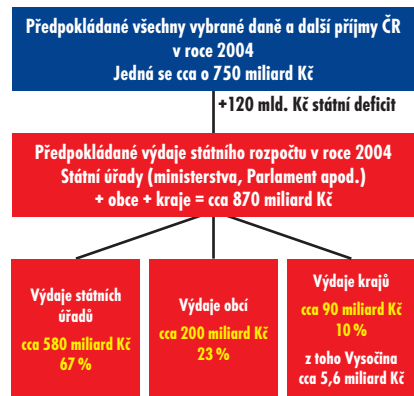 Předpokládané všechny vybrané daně a další příjmy ČR
v roce 2004
Jedná se cca o 750 miliard Kč
+120 mld. Kč státní deficit
Předpokládané výdaje státního rozpočtu v roce 2004
Státní úřady (ministerstva, Parlament apod.)
+ obce + kraje = cca 870 miliard Kč
Výdaje státních
úřadů
cca 580 miliard Kč
67 %
Výdaje obcí
cca 200 miliard Kč
23 %
Výdaje krajů
cca 90 miliard Kč
10 %
z toho Vysočina
cca 5,6 miliard Kč